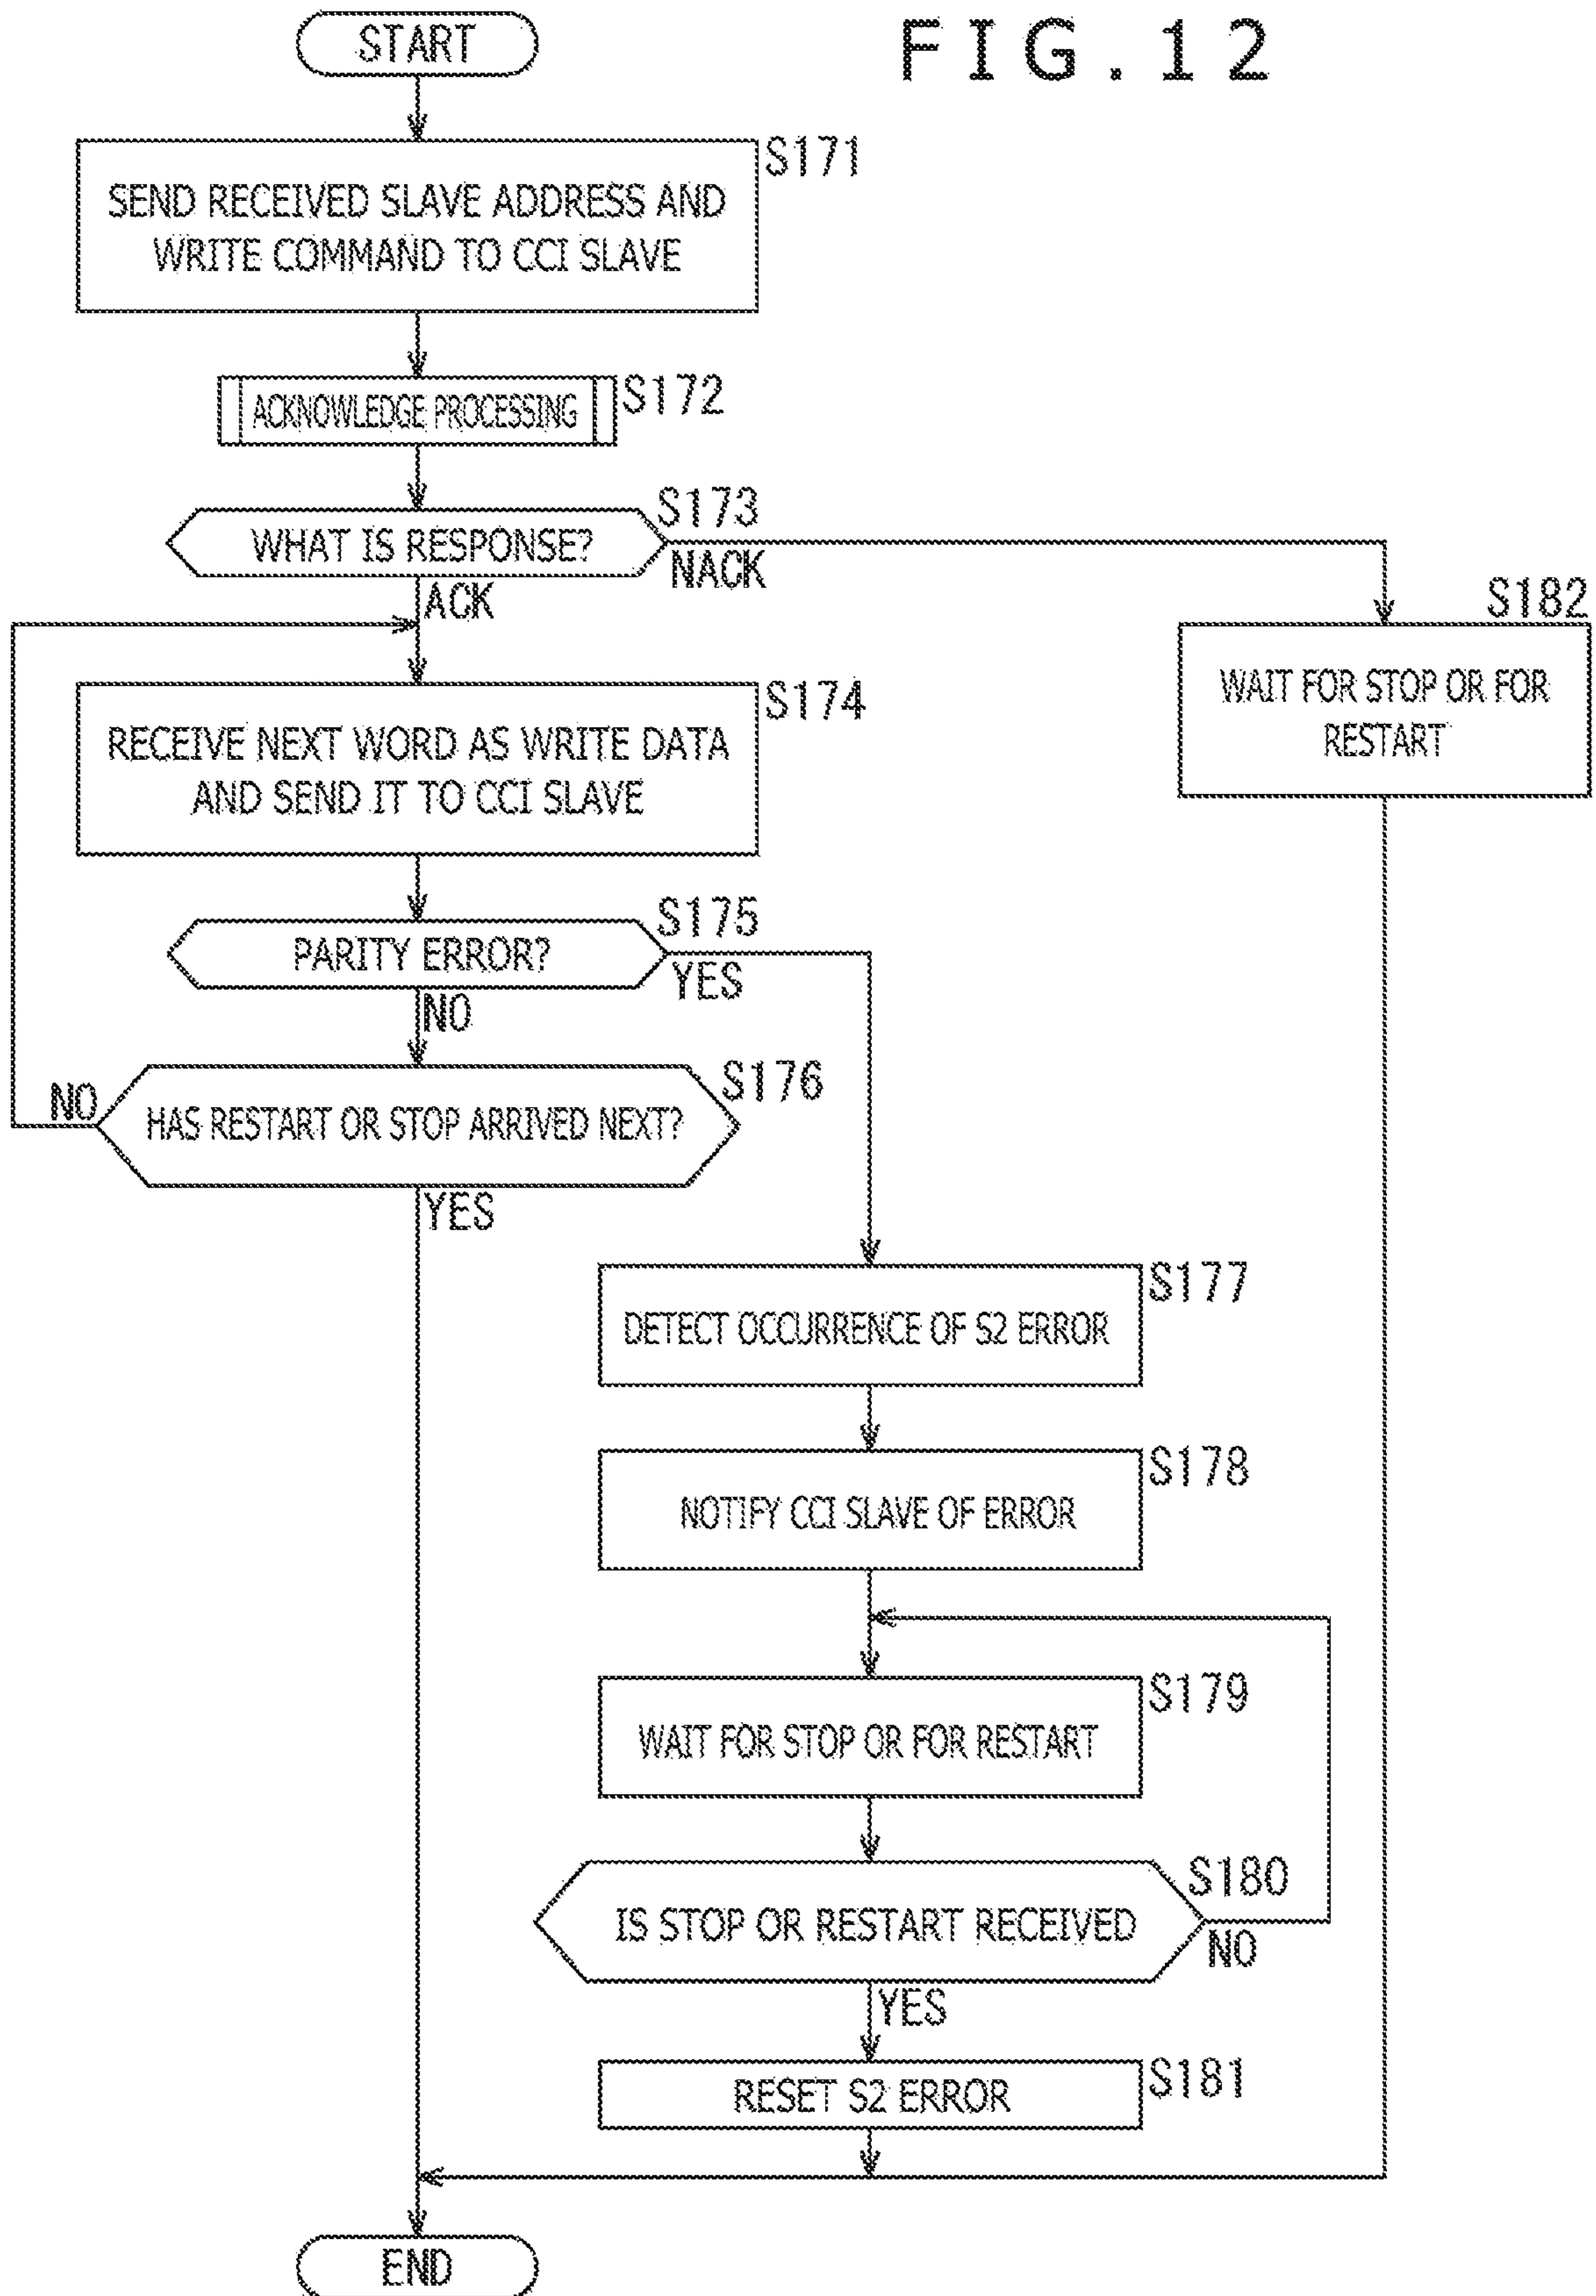 FIG.12
START
S171
SEND RECEIVED SLAVE ADDRESS AND
WRITE COMMAND TO CCI SLAVE
S172
ACKNOWLEDGE PROCESSING
S173
WHAT IS RESPONSE?
NACK
ACK
S182
WAIT FOR STOP OR FOR
RESTART
S174
RECEIVE NEXT WORD AS WRITE DATA
AND SEND IT TO CCI SLAVE
S175
PARITY ERROR?
YES
NO
S176
NO
HAS RESTART OR STOP ARRIVED NEXT?
YES
S177
DETECT OCCURRENCE OF S2 ERROR
S178
NOTIFY CCI SLAVE OF ERROR
S179
WAIT FOR STOP OR FOR RESTART
S180
IS STOP OR RESTART RECEIVED
NO
YES
S181
RESET S2 ERROR
END